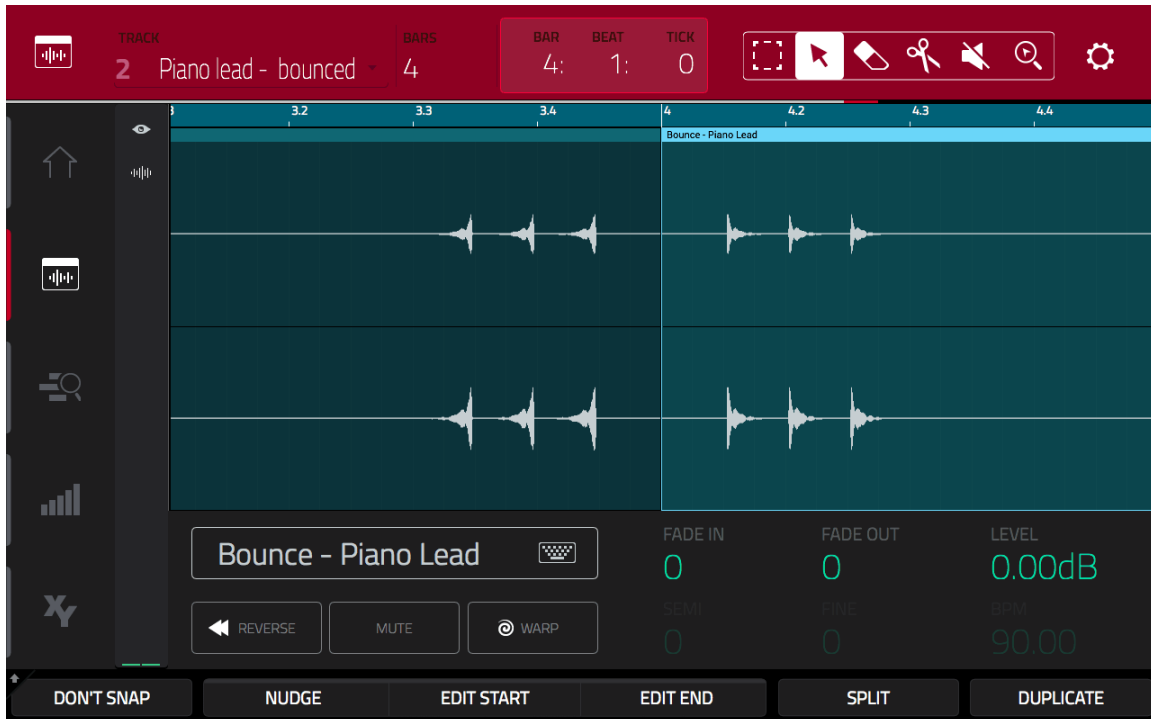 TRACK
BARS
BAR BEAT TICK
2 Piano lead - bounced
4
4: 1: 0
3 3.2 3.3 3.4 4 4.2 4.3 4.4
Bounce - Piano Lead
Bounce - Piano Lead
FADE IN FADE OUT LEVEL
0 0 0.00dB
REVERSE MUTE WARP
SEMI FINE BPM
0 0 90.00
XY
DON'T SNAP NUDGE EDIT START EDIT END SPLIT DUPLICATE